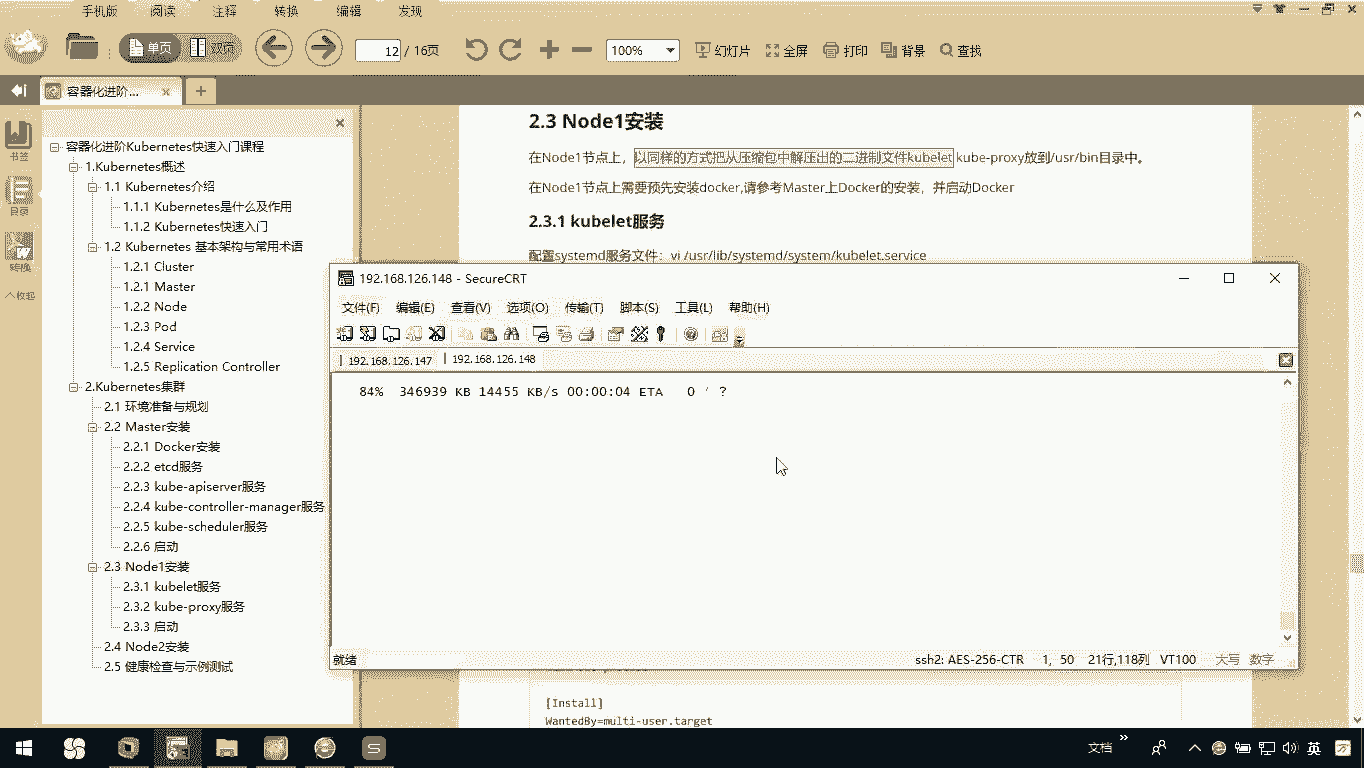 手机版 阅读 注释 转换 编辑 发现
单页 双页 12 / 16页 100% 幻灯片 全屏 打印 背景 查找
容器化进阶... × +
书签
目录
转换
收起
容器化进阶Kubernetes快速入门课程
1.Kubernetes概述
1.1 Kubernetes介绍
1.1.1 Kubernetes是什么及作用
1.1.2 Kubernetes快速入门
1.2 Kubernetes 基本架构与常用术语
1.2.1 Cluster
1.2.1 Master
1.2.2 Node
1.2.3 Pod
1.2.4 Service
1.2.5 Replication Controller
2.Kubernetes集群
2.1 环境准备与规划
2.2 Master安装
2.2.1 Docker安装
2.2.2 etcd服务
2.2.3 kube-apiserver服务
2.2.4 kube-controller-manager服务
2.2.5 kube-scheduler服务
2.2.6 启动
2.3 Node1安装
2.3.1 kubelet服务
2.3.2 kube-proxy服务
2.3.3 启动
2.4 Node2安装
2.5 健康检查与示例测试
2.3 Node1安装
在Node1节点上，以同样的方式把从压缩包中解压出的二进制文件kubelet kube-proxy放到/usr/bin目录中。
在Node1节点上需要预先安装docker,请参考Master上Docker的安装，并启动Docker
2.3.1 kubelet服务
配置systemd服务文件：vi /usr/lib/systemd/system/kubelet.service
192.168.126.148 - SecureCRT
文件(F) 编辑(E) 查看(V) 选项(O) 传输(T) 脚本(S) 工具(L) 帮助(H)
192.168.126.147 192.168.126.148
84% 346939 KB 14455 KB/s 00:00:04 ETA 0 ' ?
就绪 ssh2: AES-256-CTR 1, 50 21行,118列 VT100 大写 数字
[Install]
WantedBy=multi-user.target
文档 英